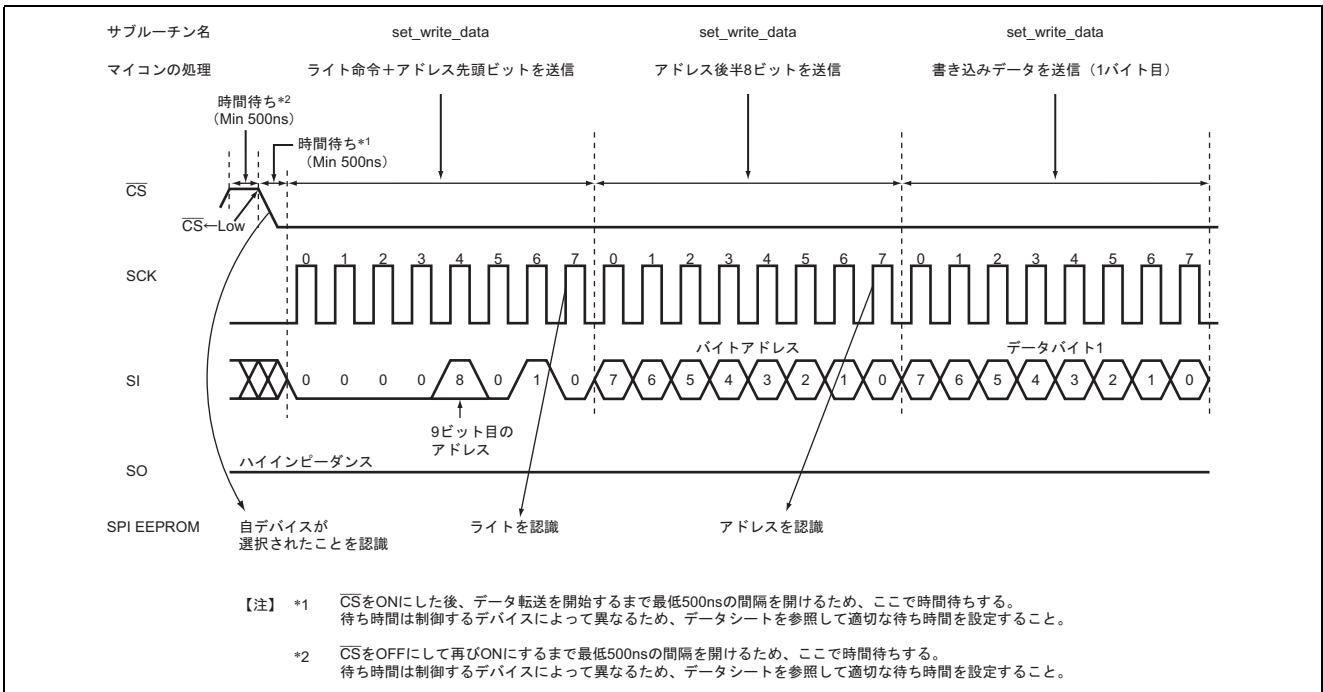 サブルーチン名 set_write_data set_write_data set_write_data
マイコンの処理 ライト命令＋アドレス先頭ビットを送信 アドレス後半8ビットを送信 書き込みデータを送信（1バイト目）
時間待ち*2
（Min 500ns）
時間待ち*1
（Min 500ns）
CS
CS←Low
0 1 2 3 4 5 6 7 0 1 2 3 4 5 6 7 0 1 2 3 4 5 6 7
SCK
バイトアドレス データバイト1
SI 0 0 0 0 8 0 1 0 7 6 5 4 3 2 1 0 7 6 5 4 3 2 1 0
9ビット目の
アドレス
ハイインピーダンス
SO
SPI EEPROM 自デバイスが ライトを認識 アドレスを認識
選択されたことを認識
【注】 *1 CSをONにした後、データ転送を開始するまで最低500nsの間隔を開けるため、ここで時間待ちする。
待ち時間は制御するデバイスによって異なるため、データシートを参照して適切な待ち時間を設定すること。
*2 CSをOFFにして再びONにするまで最低500nsの間隔を開けるため、ここで時間待ちする。
待ち時間は制御するデバイスによって異なるため、データシートを参照して適切な待ち時間を設定すること。